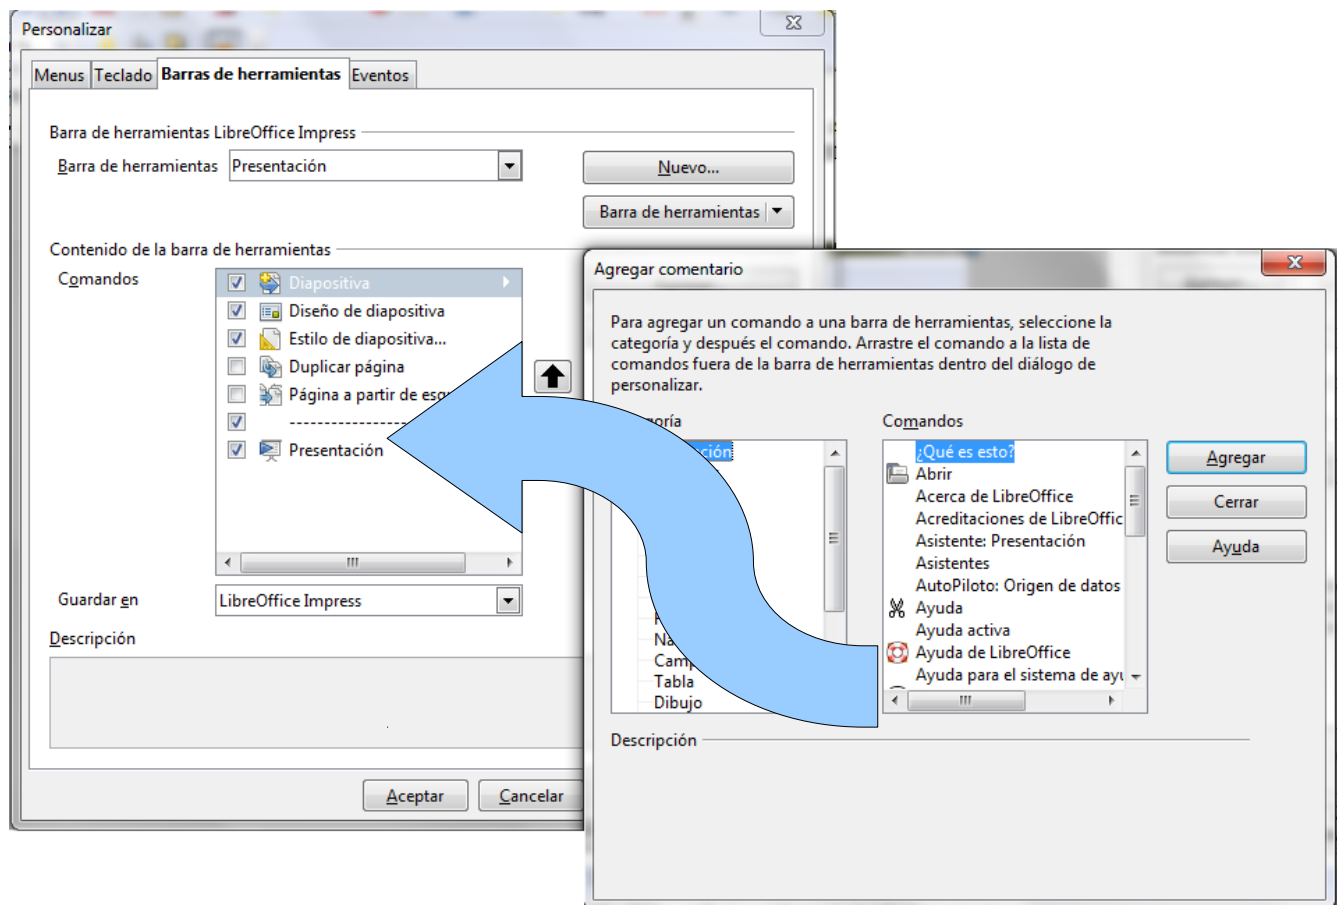 Personalizar
Menus Teclado Barras de herramientas Eventos
Barra de herramientas LibreOffice Impress
Barra de herramientas Presentación
Nuevo...
Barra de herramientas
Contenido de la barra de herramientas
Comandos
Diapositiva
Diseño de diapositiva
Estilo de diapositiva...
Duplicar página
Página a partir de
--------------------
Presentación
Guardar en LibreOffice Impress
Descripción
Aceptar Cancelar
Agregar comentario
Para agregar un comando a una barra de herramientas, seleccione la
categoría y después el comando. Arrastre el comando a la lista de
comandos fuera de la barra de herramientas dentro del diálogo de
personalizar.
Tabla
Dibujo
Comandos
¿Qué es esto?
Abrir
Acerca de LibreOffice
Acreditaciones de LibreOffic
Asistente: Presentación
Asistentes
AutoPiloto: Origen de datos
Ayuda
Ayuda activa
Ayuda de LibreOffice
Ayuda para el sistema de ayu
Agregar
Cerrar
Ayuda
Descripción